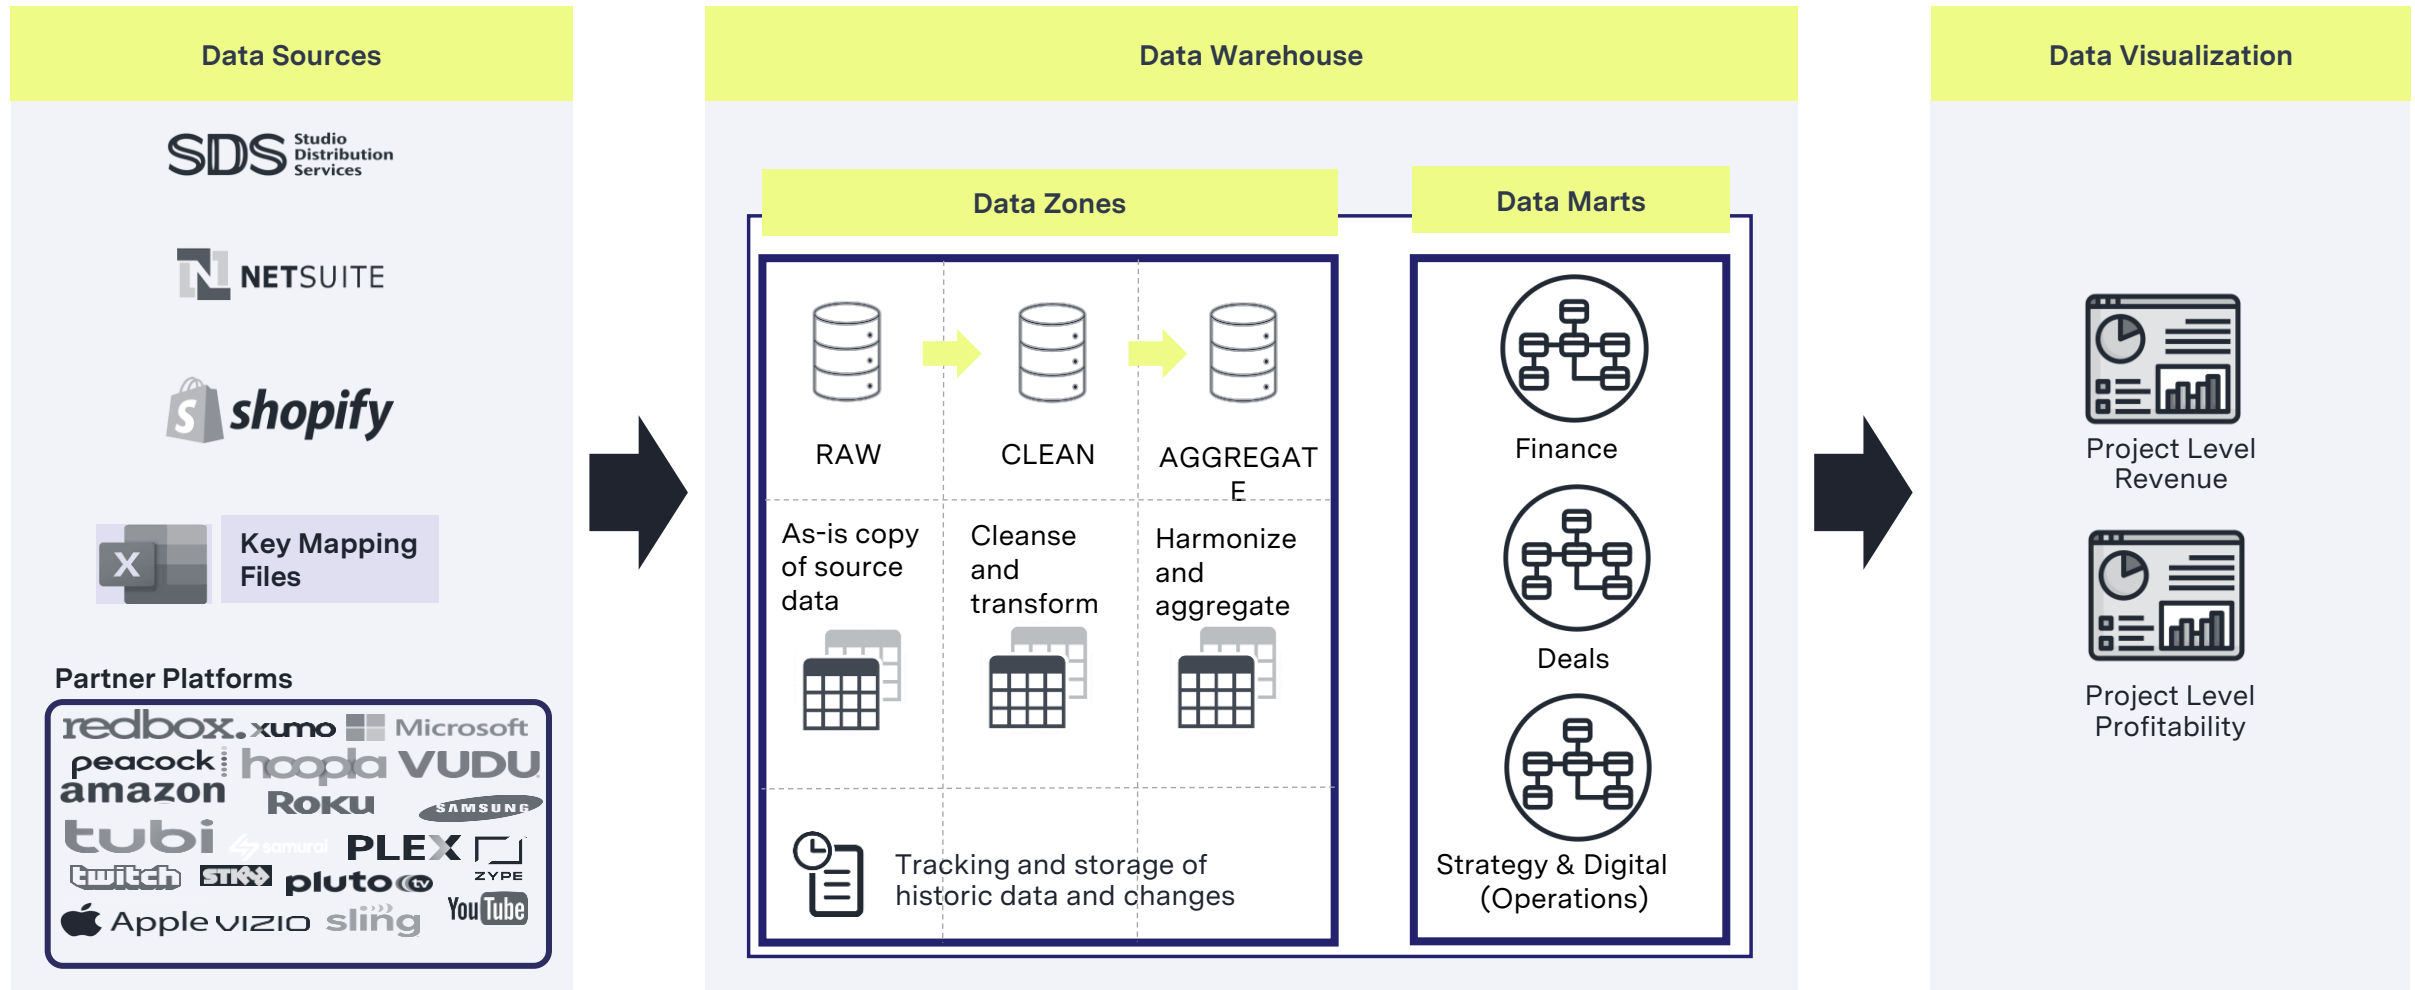 Data Sources
SDS Studio
Distribution
Services
NETSUITE
S shopify
X
Key Mapping
Files
Partner Platforms
redbox. xumo Microsoft
peacock hoopla VUDU
amazon Roku SAMSUNG
tubi samurai PLEX ZYPE
twitch STKS pluto tv
Apple VIZIO sling YouTube
Data Warehouse
Data Zones
RAW
CLEAN
AGGREGAT
E
As-is copy
of source
data
Cleanse
and
transform
Harmonize
and
aggregate
Tracking and storage of
historic data and changes
Data Marts
Finance
Deals
Strategy & Digital
(Operations)
Data Visualization
Project Level
Revenue
Project Level
Profitability